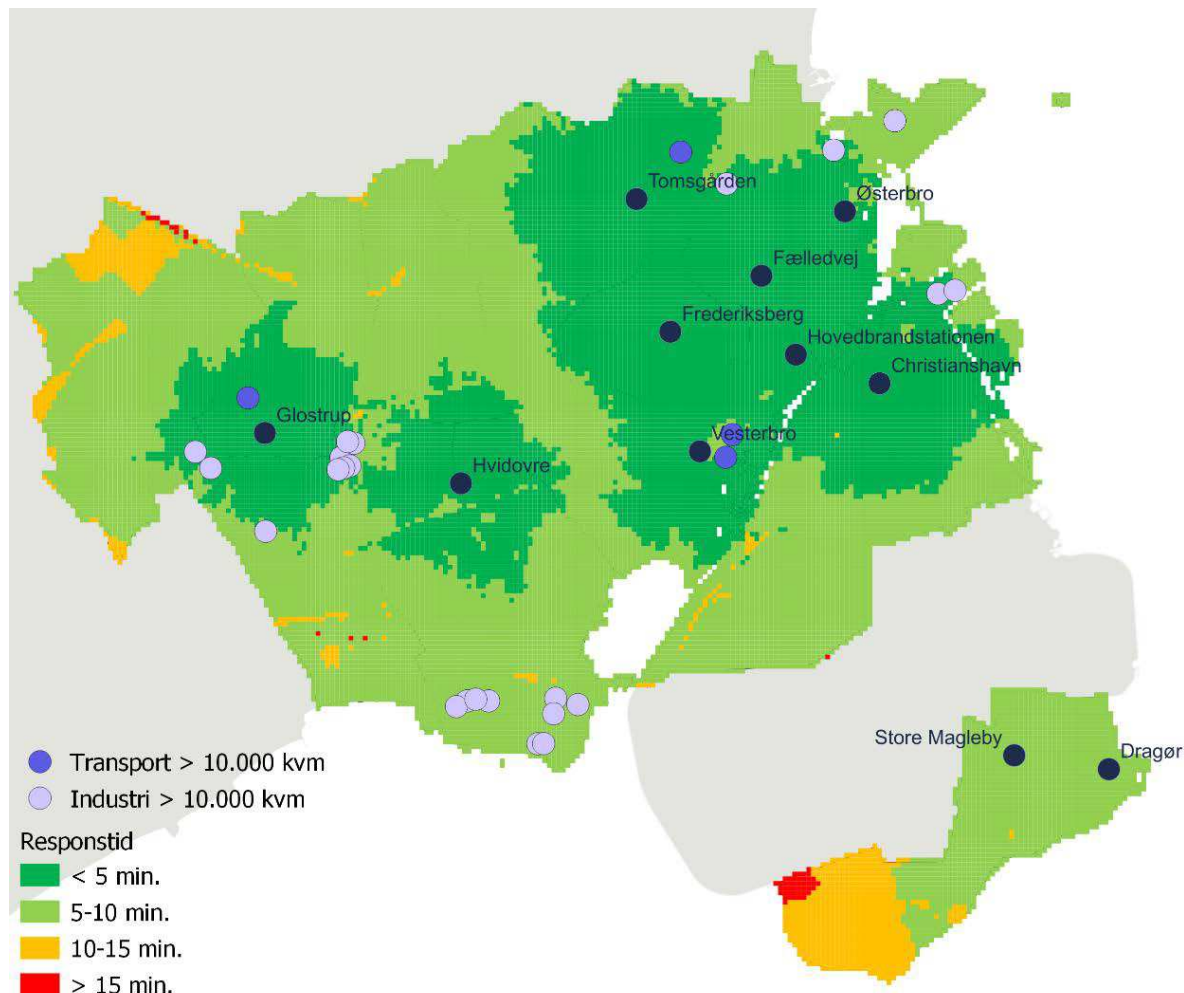 Tomsgården
Østerbro
Fælledvej
Frederiksberg
Hovedbrandstationen
Christianshavn
Glostrup
Vesterbro
Hvidovre
Store Magleby
Dragør
Transport > 10.000 kvm
Industri > 10.000 kvm
Responstid
< 5 min.
5-10 min.
10-15 min.
> 15 min.